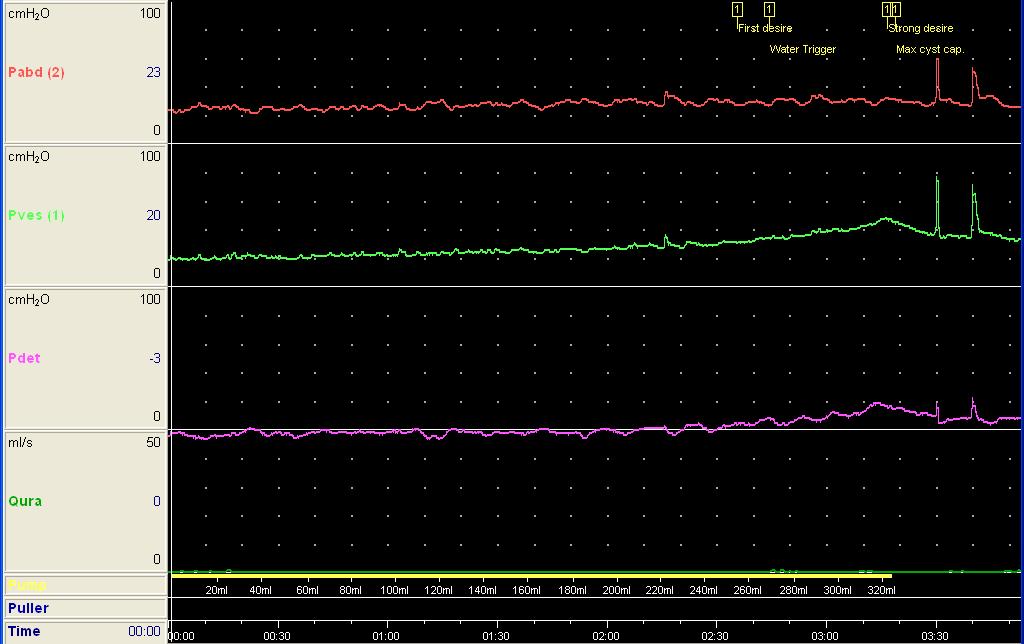 cmH₂O 100
Pabd (2) 23
0
1 1 1 1
First desire Strong desire
Water Trigger Max cyst cap.
cmH₂O 100
Pves (1) 20
0
cmH₂O 100
Pdet -3
0
ml/s 50
Qura 0
0
Pump
20ml 40ml 60ml 80ml 100ml 120ml 140ml 160ml 180ml 200ml 220ml 240ml 260ml 280ml 300ml 320ml
Puller
Time 00:00
00:00 00:30 01:00 01:30 02:00 02:30 03:00 03:30